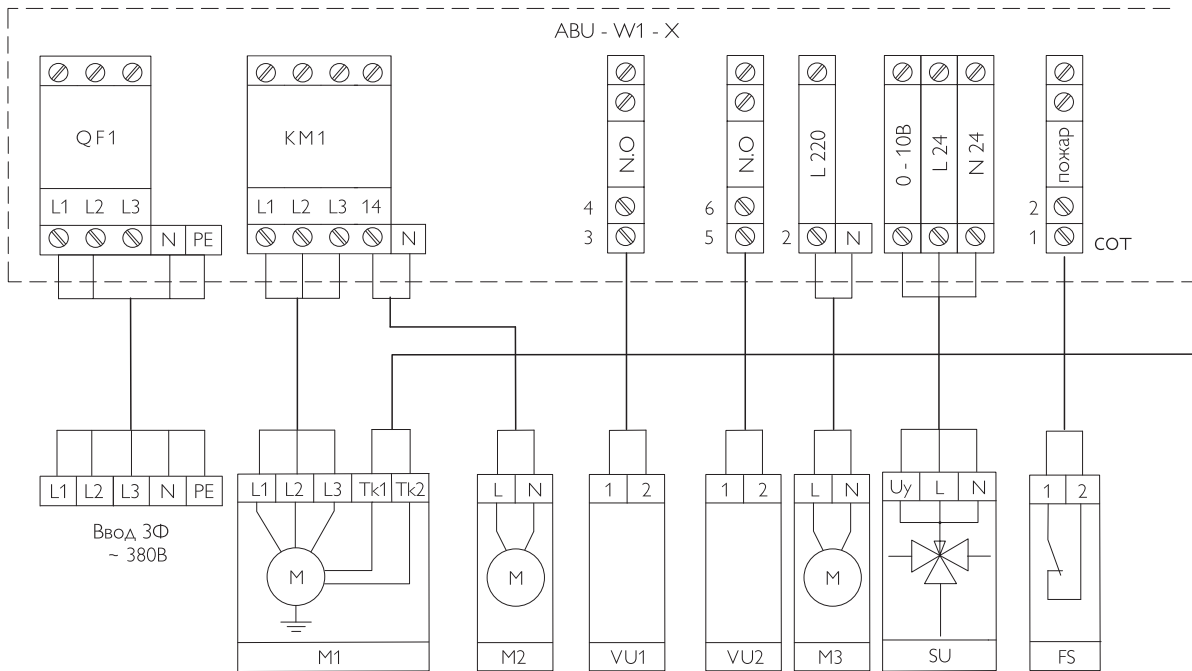 ABU - W1 - X
QF1
KM1
N.O
N.O
L 220
0 - 10В
L 24
N 24
пожар
L1 L2 L3
L1 L2 L3 14
4
6
2
N PE
N
3
5
2
N
1
СОТ
L1 L2 L3 N PE
L1 L2 L3 Tk1 Tk2
L N
1 2
1 2
L N
Uy L N
1 2
Ввод 3Ф
~ 380В
M
M
M
M1
M2
VU1
VU2
M3
SU
FS